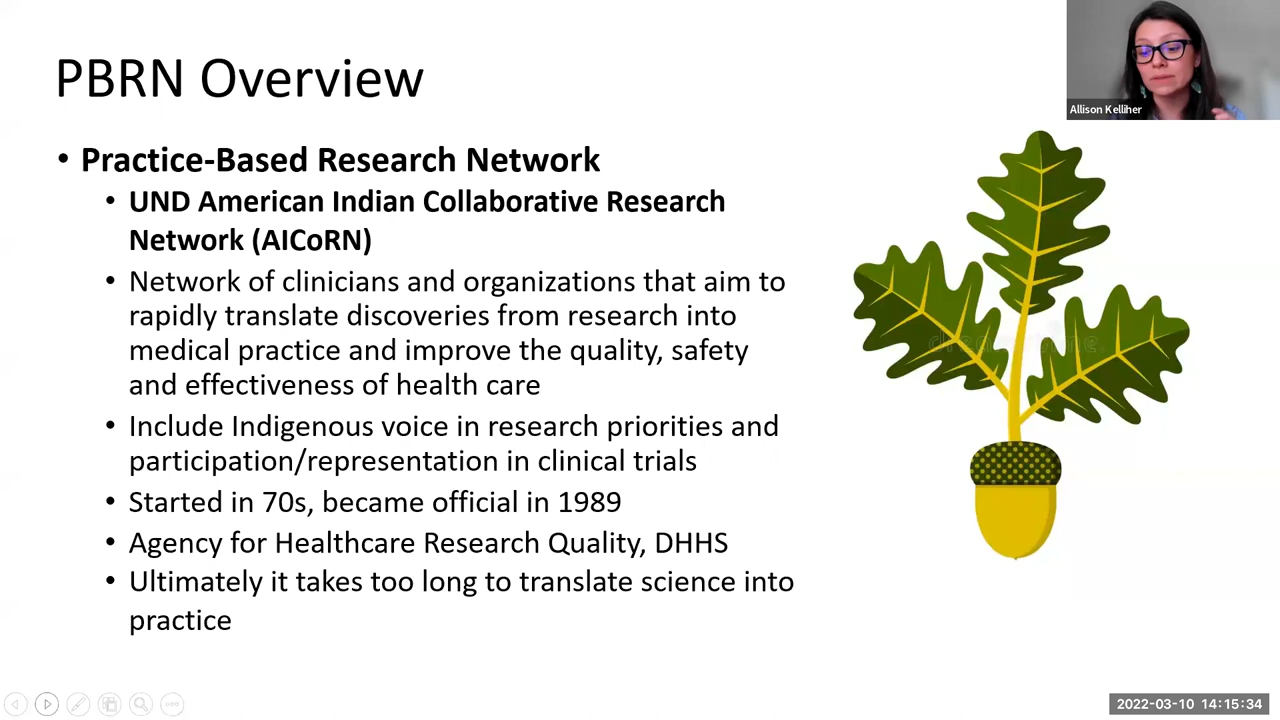 PBRN Overview
Allison Kelliher
• Practice-Based Research Network
• UND American Indian Collaborative Research
Network (AICoRN)
• Network of clinicians and organizations that aim to
rapidly translate discoveries from research into
medical practice and improve the quality, safety
and effectiveness of health care
• Include Indigenous voice in research priorities and
participation/representation in clinical trials
• Started in 70s, became official in 1989
• Agency for Healthcare Research Quality, DHHS
• Ultimately it takes too long to translate science into
practice
2022-03-10 14:15:34